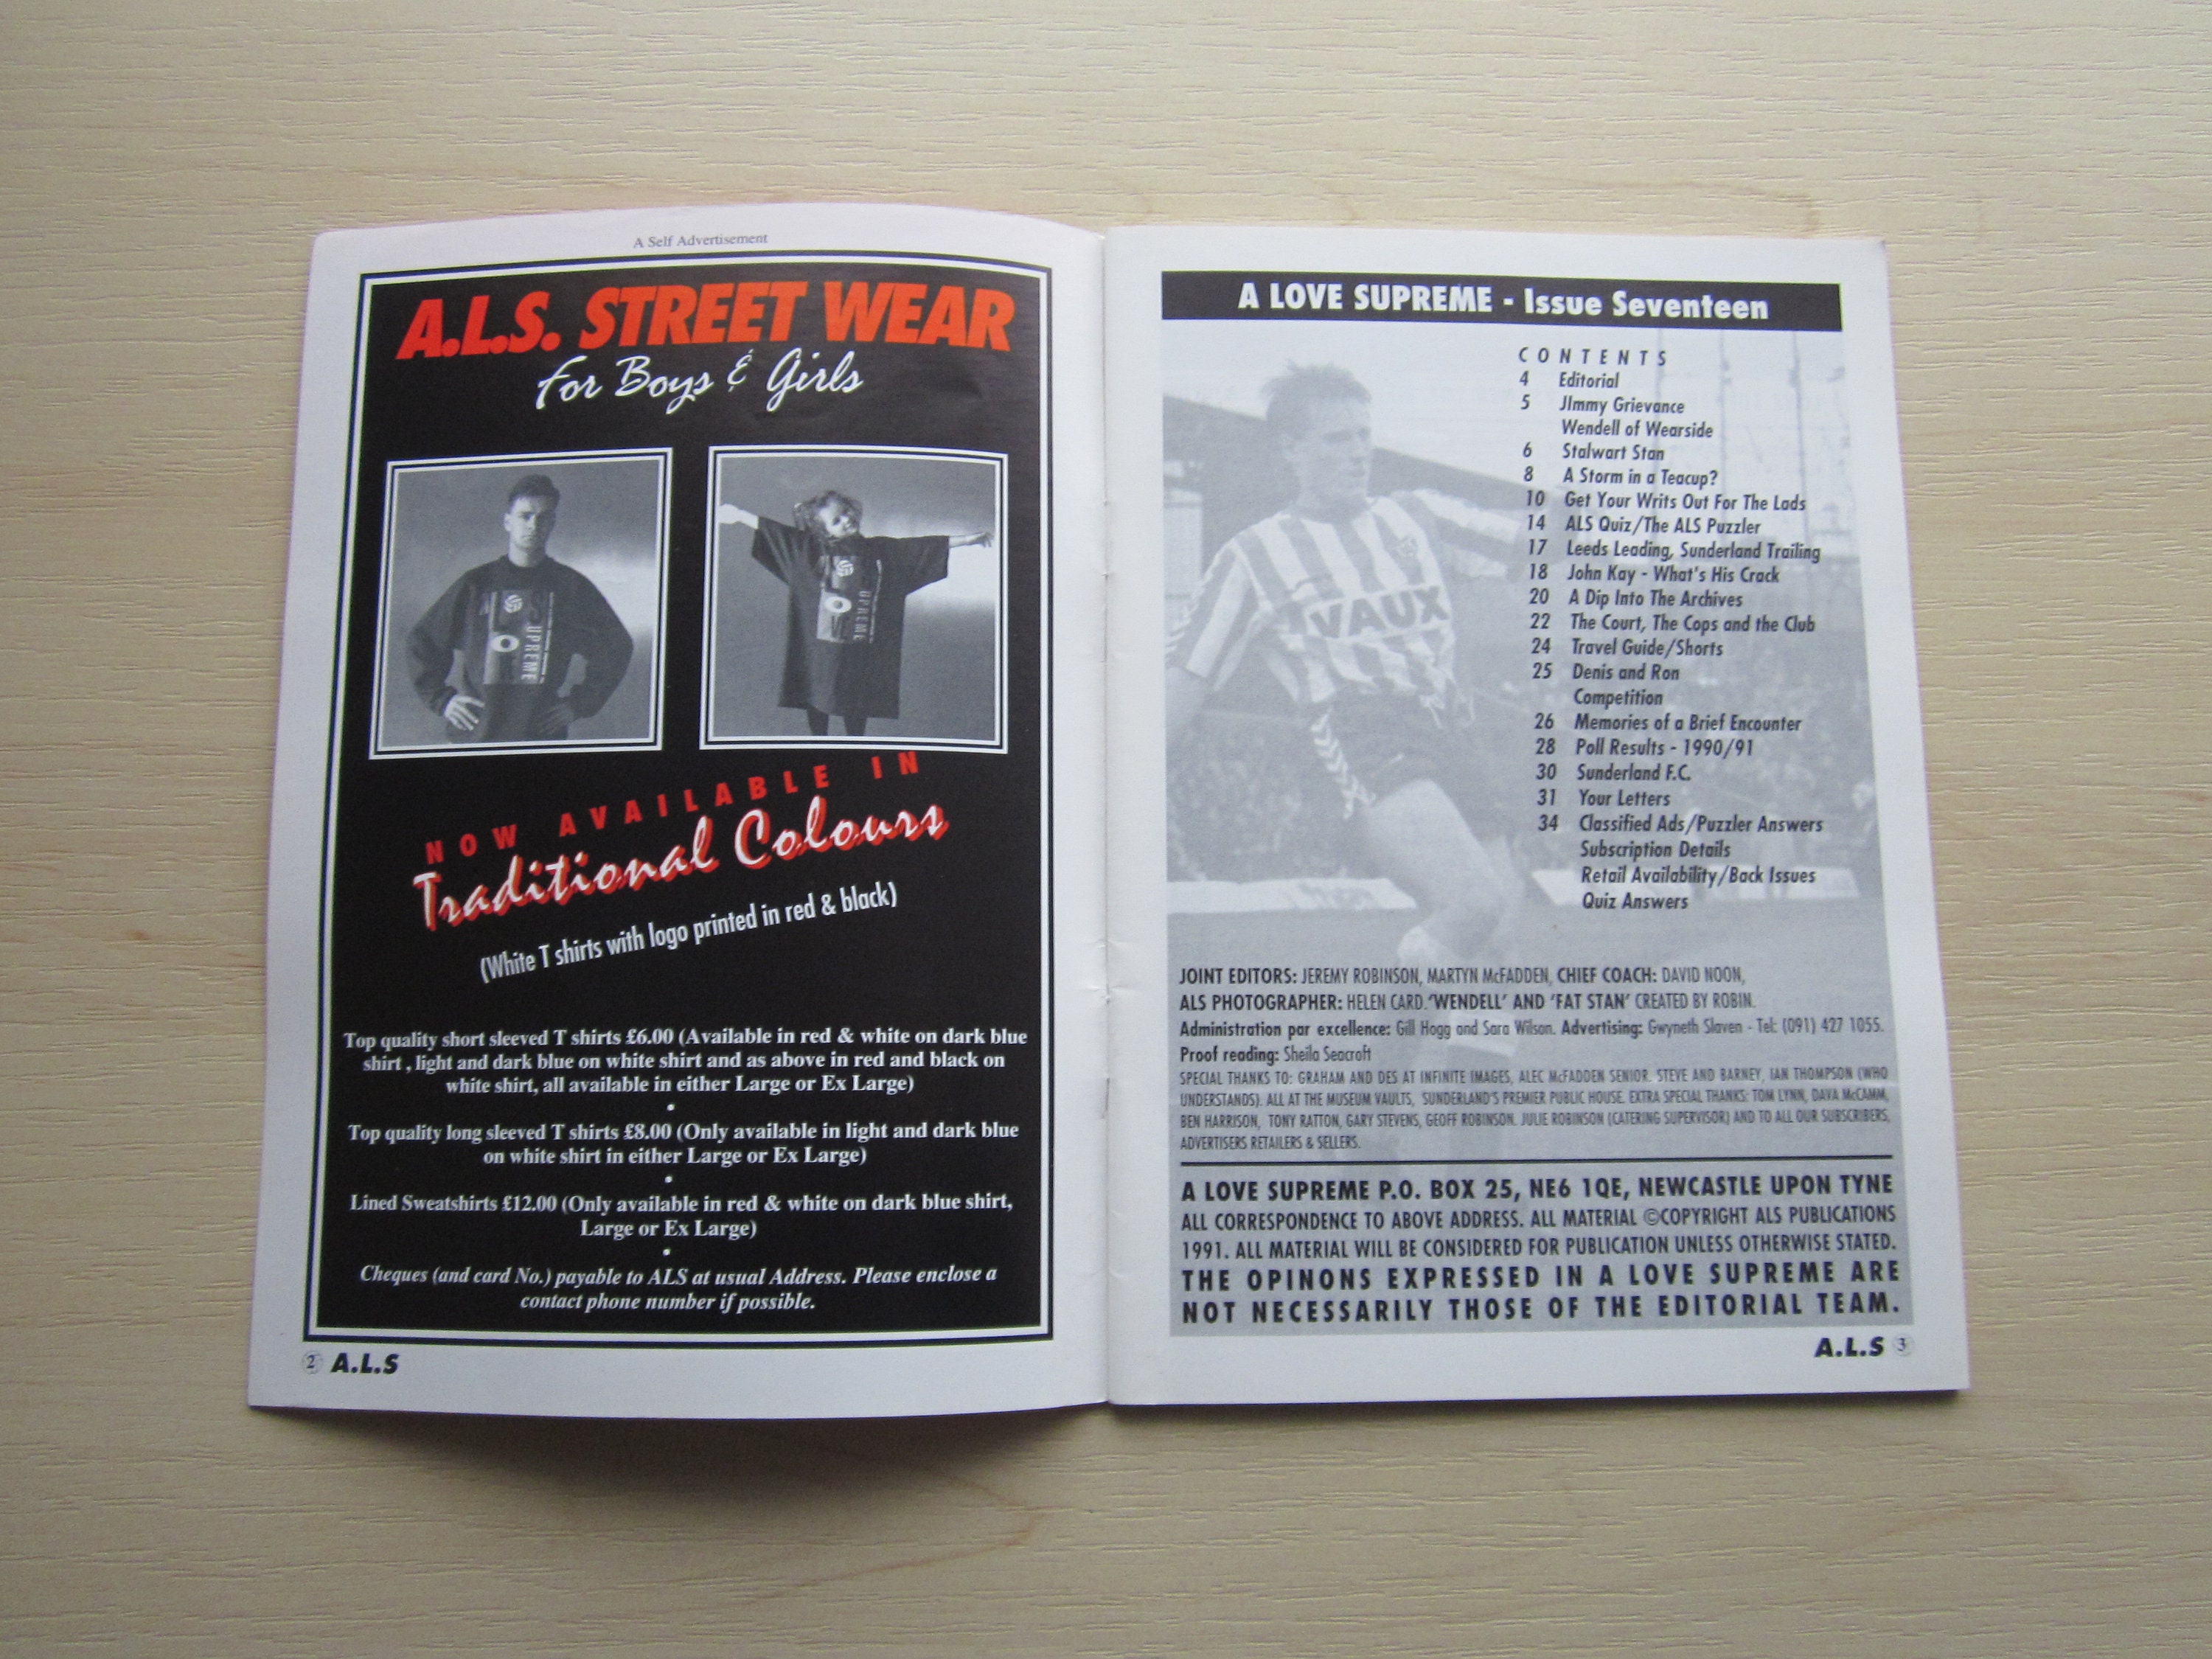 A Self Advertisement
A.L.S. STREET WEAR
for Boys & Girls
UPREME
UPREME
NOW AVAILABLE IN
Traditional Colours
(White T shirts with logo printed in red & black)
Top quality short sleeved T shirts £6.00 (Available in red & white on dark blue
shirt , light and dark blue on white shirt and as above in red and black on
white shirt, all available in either Large or Ex Large)
•
Top quality long sleeved T shirts £8.00 (Only available in light and dark blue
on white shirt in either Large or Ex Large)
•
Lined Sweatshirts £12.00 (Only available in red & white on dark blue shirt,
Large or Ex Large)
•
Cheques (and card No.) payable to ALS at usual Address. Please enclose a
contact phone number if possible.
2 A.L.S
A LOVE SUPREME - Issue Seventeen
CONTENTS
4 Editorial
5 JImmy Grievance
Wendell of Wearside
6 Stalwart Stan
8 A Storm in a Teacup?
10 Get Your Writs Out For The Lads
14 ALS Quiz/The ALS Puzzler
17 Leeds Leading, Sunderland Trailing
18 John Kay - What's His Crack
20 A Dip Into The Archives
22 The Court, The Cops and the Club
24 Travel Guide/Shorts
25 Denis and Ron
Competition
26 Memories of a Brief Encounter
28 Poll Results - 1990/91
30 Sunderland F.C.
31 Your Letters
34 Classified Ads/Puzzler Answers
Subscription Details
Retail Availability/Back Issues
Quiz Answers
VAUX
JOINT EDITORS: JEREMY ROBINSON, MARTYN McFADDEN, CHIEF COACH: DAVID NOON,
ALS PHOTOGRAPHER: HELEN CARD. 'WENDELL' AND 'FAT STAN' CREATED BY ROBIN.
Administration par excellence: Gill Hogg and Sara Wilson. Advertising: Gwyneth Slaven - Tel: (091) 427 1055.
Proof reading: Sheila Seacroft
SPECIAL THANKS TO: GRAHAM AND DES AT INFINITE IMAGES, ALEC McFADDEN SENIOR. STEVE AND BARNEY, IAN THOMPSON (WHO
UNDERSTANDS). ALL AT THE MUSEUM VAULTS, SUNDERLAND'S PREMIER PUBLIC HOUSE. EXTRA SPECIAL THANKS: TOM LYNN, DAVA McCAMM,
BEN HARRISON, TONY RATTON, GARY STEVENS, GEOFF ROBINSON. JULIE ROBINSON (CATERING SUPERVISOR) AND TO ALL OUR SUBSCRIBERS,
ADVERTISERS RETAILERS & SELLERS.
A LOVE SUPREME P.O. BOX 25, NE6 1QE, NEWCASTLE UPON TYNE
ALL CORRESPONDENCE TO ABOVE ADDRESS. ALL MATERIAL ©COPYRIGHT ALS PUBLICATIONS
1991. ALL MATERIAL WILL BE CONSIDERED FOR PUBLICATION UNLESS OTHERWISE STATED.
THE OPINONS EXPRESSED IN A LOVE SUPREME ARE
NOT NECESSARILY THOSE OF THE EDITORIAL TEAM.
A.L.S 3